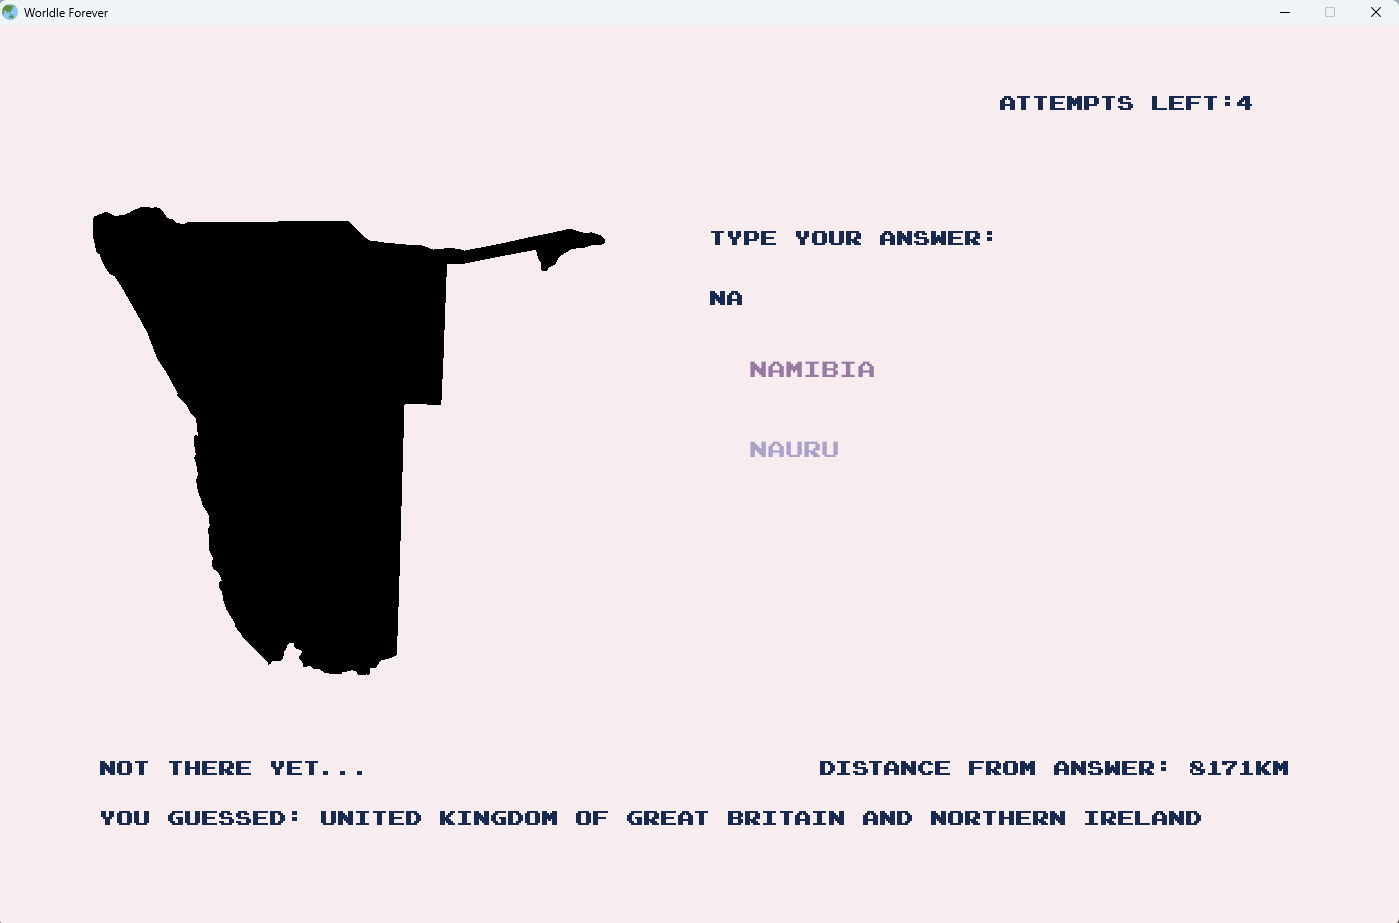 Worldle Forever
ATTEMPTS LEFT:4
TYPE YOUR ANSWER:
NA
NAMIBIA
NAURU
NOT THERE YET...
DISTANCE FROM ANSWER: 8171KM
YOU GUESSED: UNITED KINGDOM OF GREAT BRITAIN AND NORTHERN IRELAND